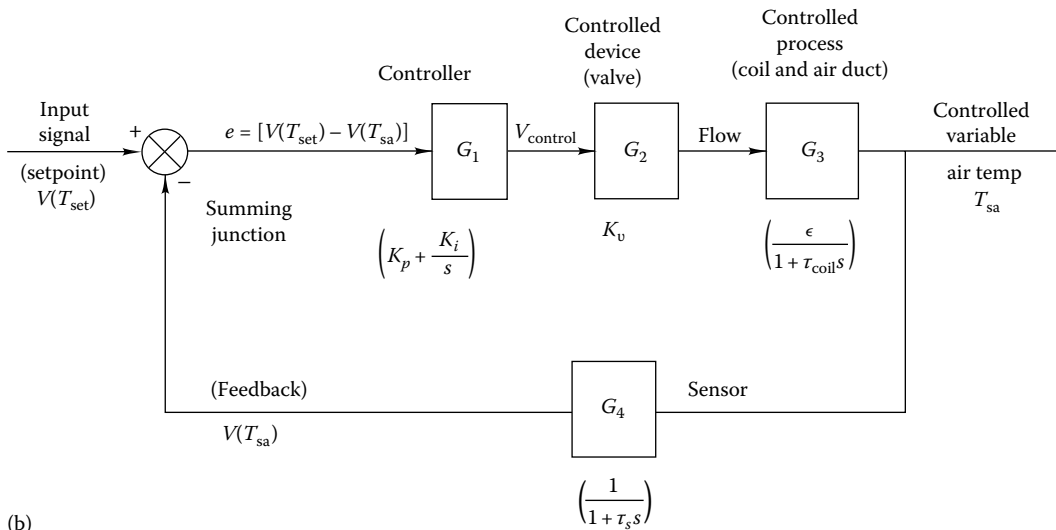 Controlled
process
(coil and air duct)
Controlled
device
(valve)
Controller
Input
signal
(setpoint)
V(T_set)
+
−
Summing
junction
e = [V(T_set) − V(T_sa)]
G_1
(K_p + K_i/s)
V_control
G_2
K_υ
Flow
G_3
(ϵ/(1 + τ_coil s))
Controlled
variable
air temp
T_sa
(Feedback)
V(T_sa)
G_4
Sensor
(1/(1 + τ_s s))
(b)